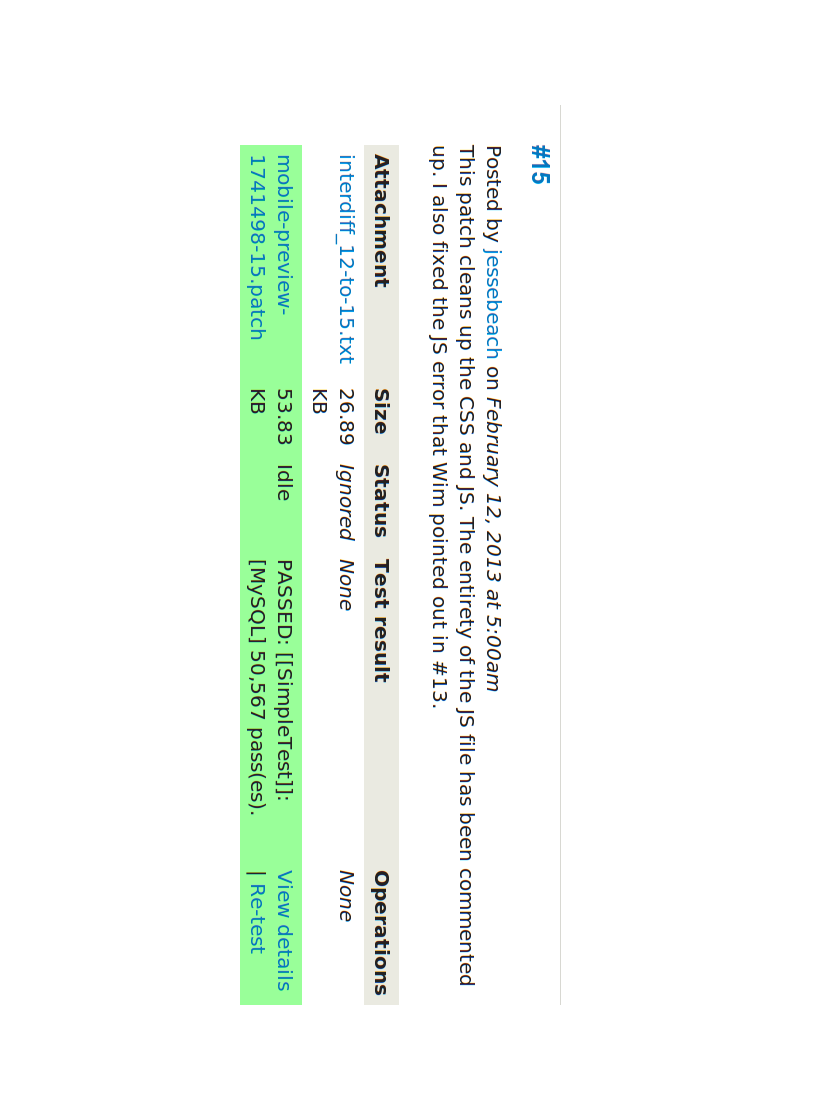 #15
Posted by jessebeach on February 12, 2013 at 5:00am
This patch cleans up the CSS and JS. The entirety of the JS file has been commented
up. I also fixed the JS error that Wim pointed out in #13.
Attachment Size Status Test result Operations
interdiff_12-to-15.txt 26.89 Ignored None None
KB
mobile-preview- 53.83 Idle PASSED: [[SimpleTest]]: View details
1741498-15.patch KB [MySQL] 50,567 pass(es). | Re-test